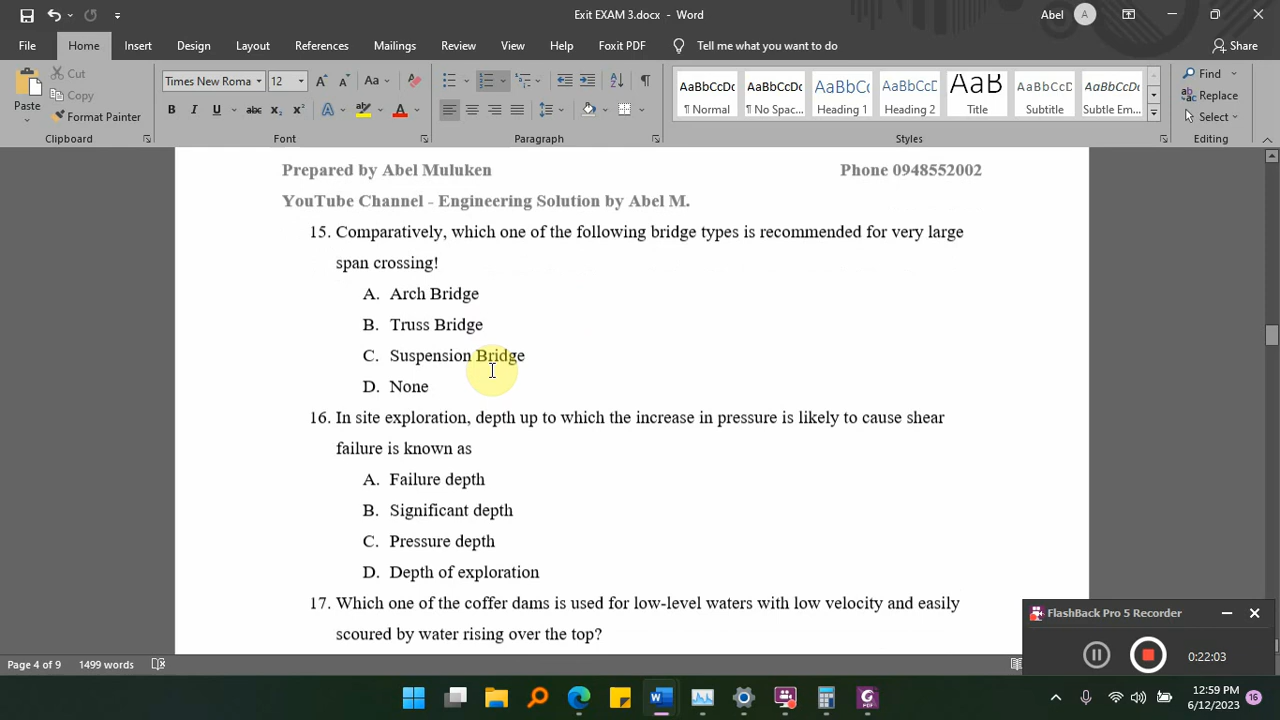 Exit EXAM 3.docx - Word
Abel
A
File
Home
Insert
Design
Layout
References
Mailings
Review
View
Help
Foxit PDF
Tell me what you want to do
Share
Paste
Cut
Copy
Format Painter
Clipboard
Times New Roma
12
Font
Paragraph
AaBbCcDc
¶ Normal
AaBbCcDc
¶ No Spac...
AaBbCc
Heading 1
AaBbCcD
Heading 2
AaB
Title
AaBbCcD
Subtitle
AaBbCcDc
Subtle Em...
Styles
Find
Replace
Select
Editing
Prepared by Abel Muluken Phone 0948552002
YouTube Channel - Engineering Solution by Abel M.
15. Comparatively, which one of the following bridge types is recommended for very large
span crossing!
A. Arch Bridge
B. Truss Bridge
C. Suspension Bridge
D. None
16. In site exploration, depth up to which the increase in pressure is likely to cause shear
failure is known as
A. Failure depth
B. Significant depth
C. Pressure depth
D. Depth of exploration
17. Which one of the coffer dams is used for low-level waters with low velocity and easily
scoured by water rising over the top?
FlashBack Pro 5 Recorder
0:22:03
Page 4 of 9
1499 words
12:59 PM
6/12/2023
16